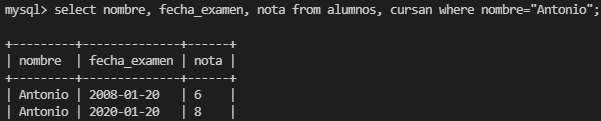 mysql> select nombre, fecha_examen, nota from alumnos, cursan where nombre="Antonio";
+---------+--------------+------+
| nombre  | fecha_examen | nota |
+---------+--------------+------+
| Antonio | 2008-01-20   | 6    |
| Antonio | 2020-01-20   | 8    |